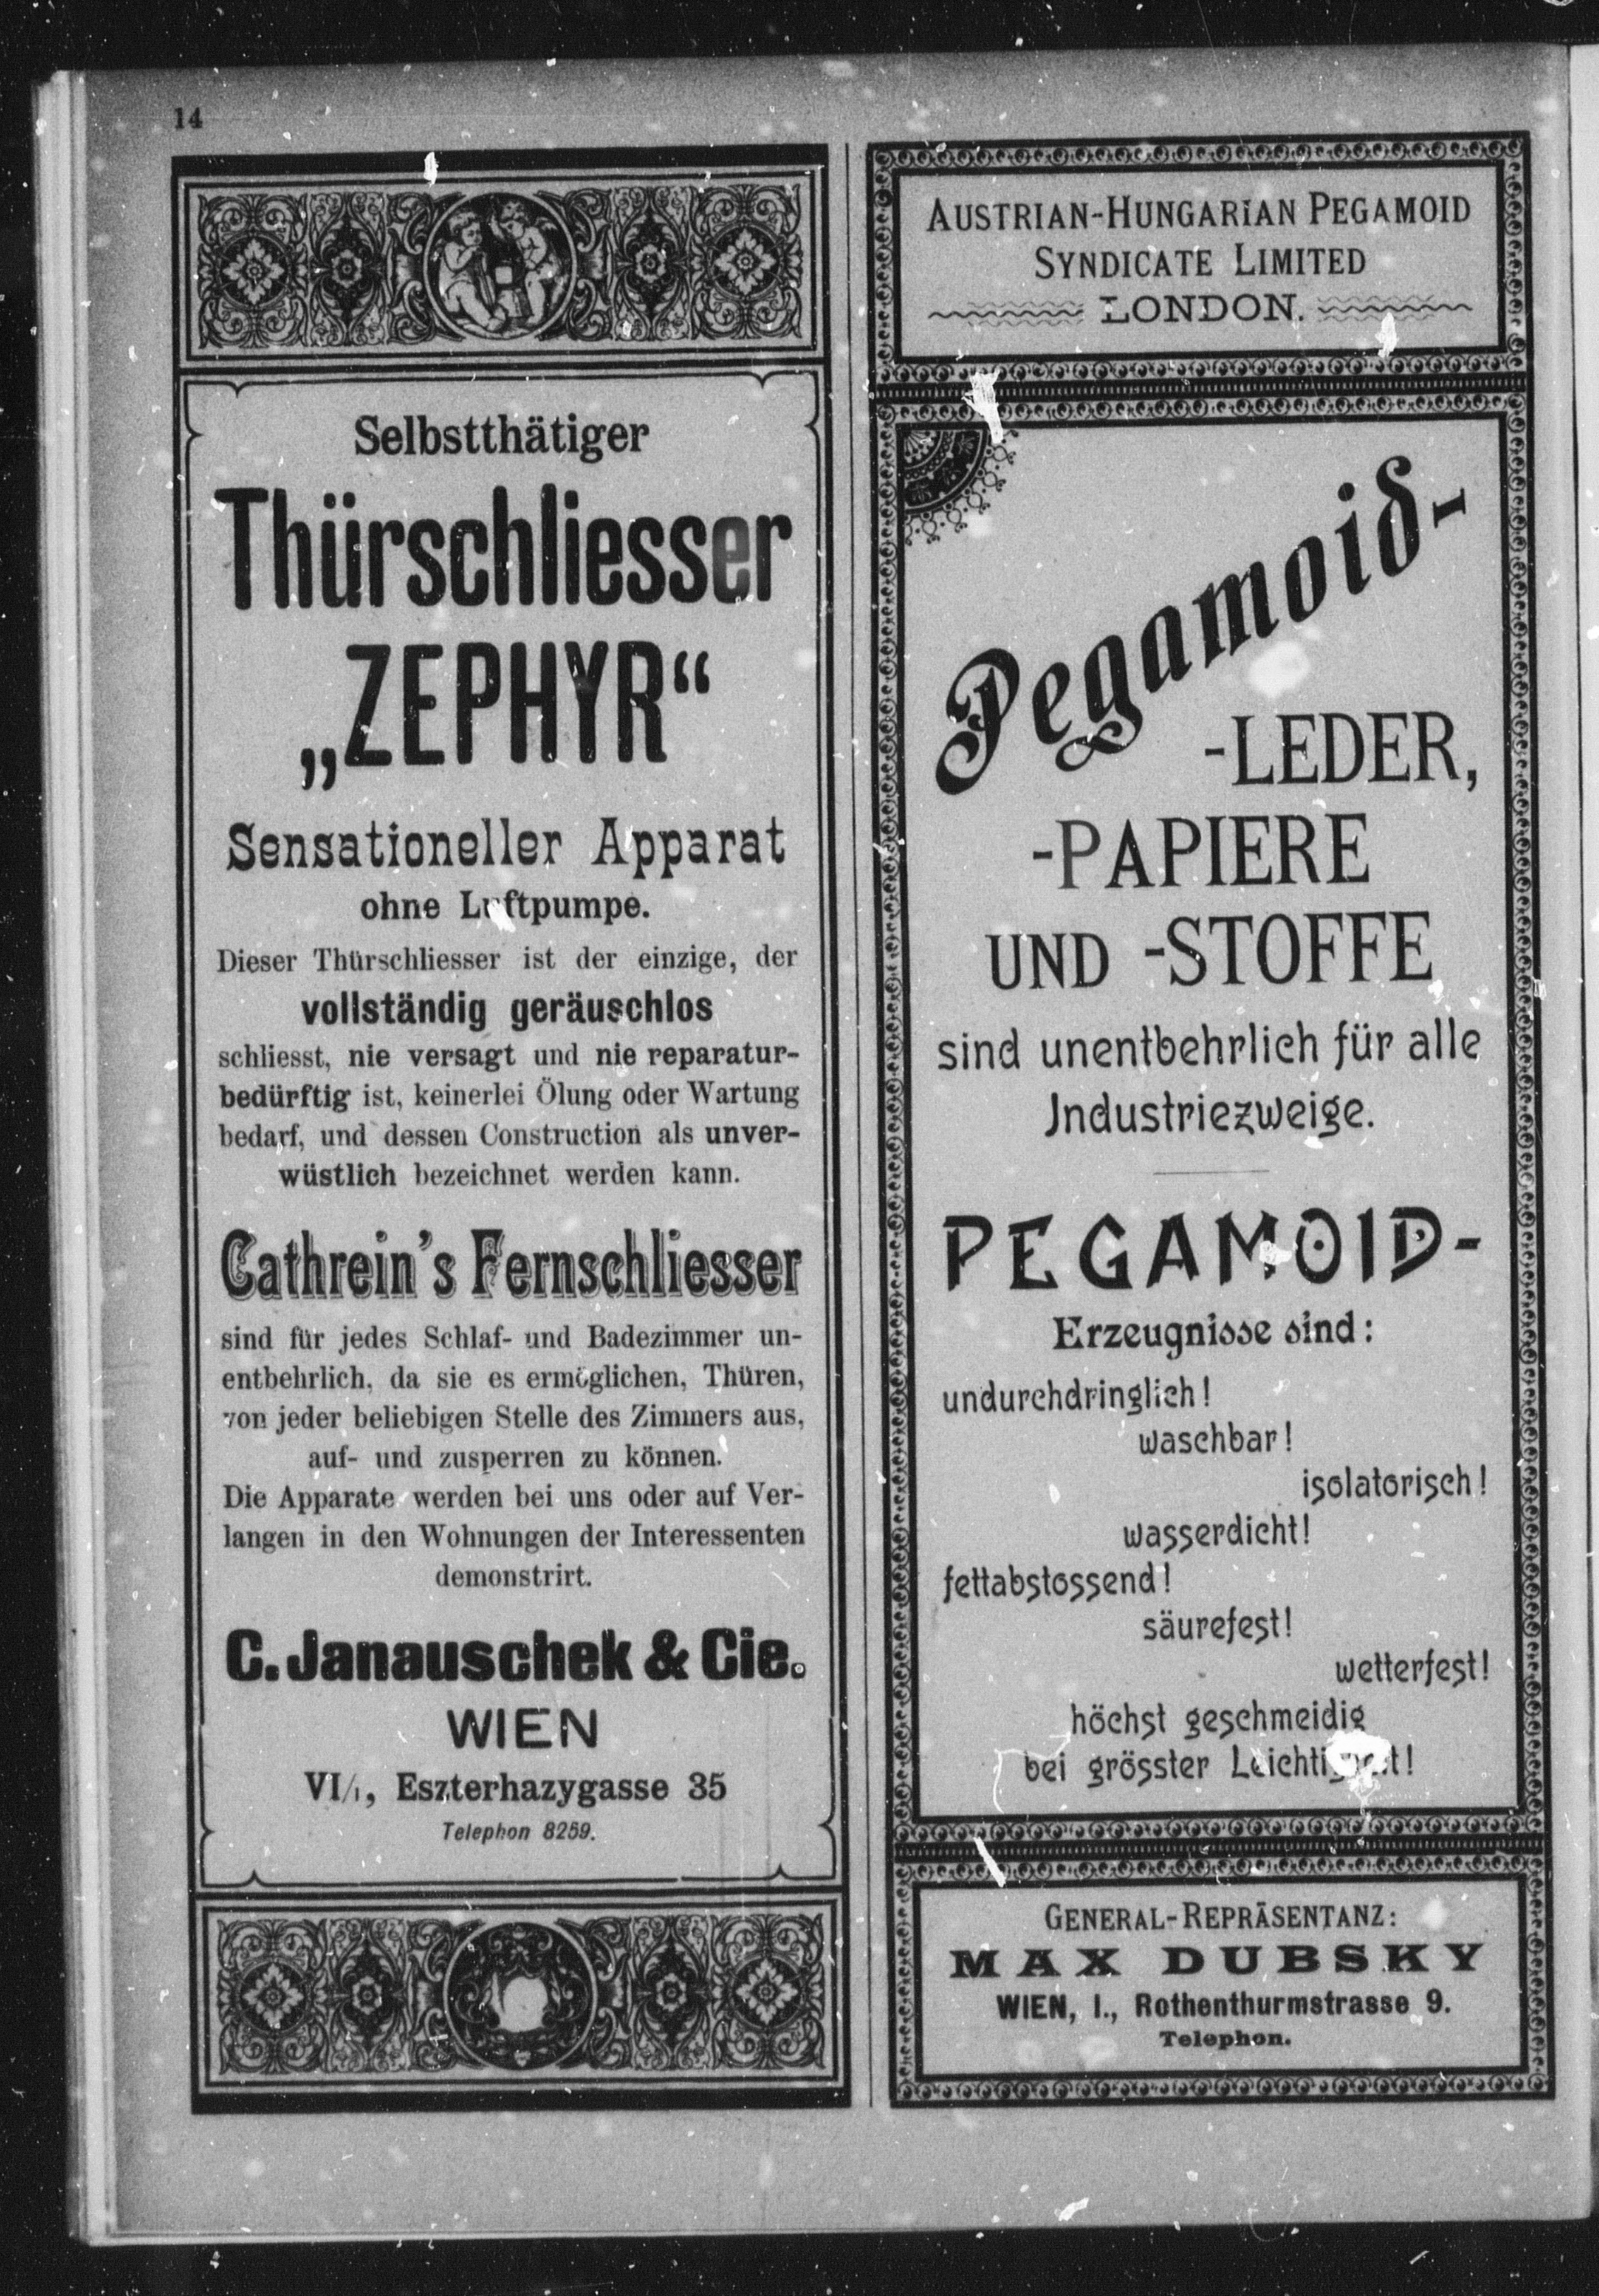 14
Selbstthätiger
Thürschliesser
„ZEPHYR“
Sensationeller Apparat
ohne Luftpumpe.
Dieser Thürschliesser ist der einzige, der
vollständig geräuschlos
schliesst, nie versagt und nie reparatur-
bedürftig ist, keinerlei Ölung oder Wartung
bedarf, und dessen Construction als unver-
wüstlich bezeichnet werden kann.
Cathrein's Fernschliesser
sind für jedes Schlaf- und Badezimmer un-
entbehrlich, da sie es ermöglichen, Thüren,
von jeder beliebigen Stelle des Zimmers aus,
auf- und zusperren zu können.
Die Apparate werden bei uns oder auf Ver-
langen in den Wohnungen der Interessenten
demonstrirt.
C. Janauschek & Cie.
WIEN
VI/1, Eszterhazygasse 35
Telephon 8259.
AUSTRIAN-HUNGARIAN PEGAMOID
SYNDICATE LIMITED
LONDON.
Pegamoid-
-LEDER,
-PAPIERE
UND -STOFFE
sind unentbehrlich für alle
Industriezweige.
PEGAMOID-
Erzeugnisse sind:
undurchdringlich!
waschbar!
isolatorisch!
wasserdicht!
fettabstossend!
säurefest!
wetterfest!
höchst geschmeidig
bei grösster Leichtigkeit!
GENERAL-REPRÄSENTANZ:
MAX DUBSKY
WIEN, I., Rothenthurmstrasse 9.
Telephon.